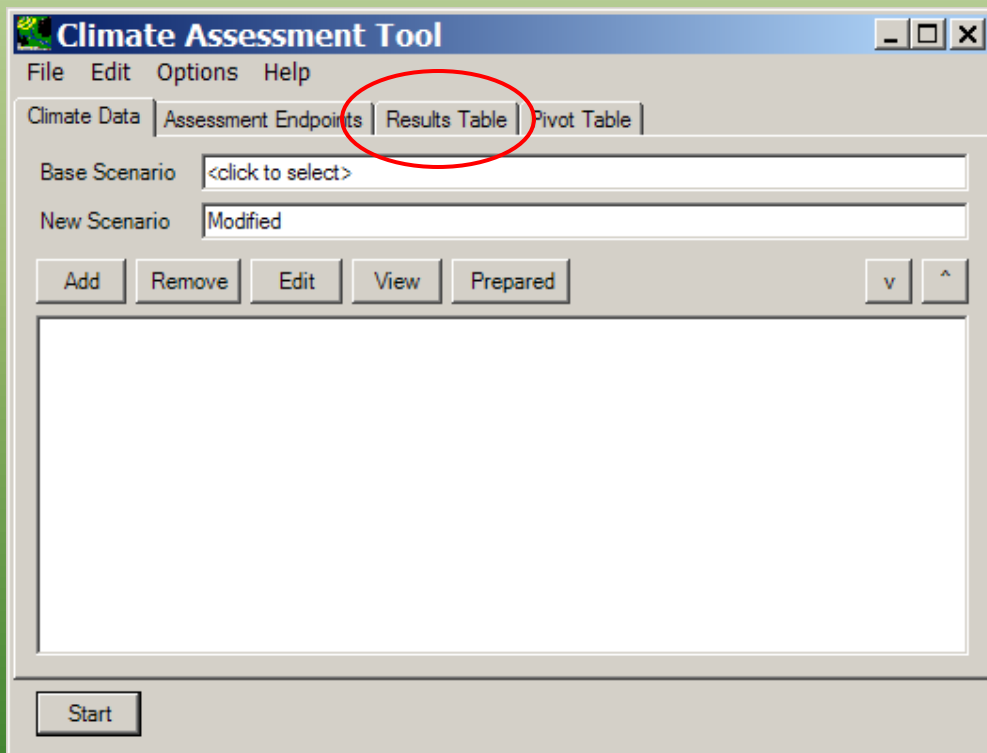 Climate Assessment Tool
File Edit Options Help
Climate Data Assessment Endpoints Results Table Pivot Table
Base Scenario <click to select>
New Scenario Modified
Add Remove Edit View Prepared v ^
Start